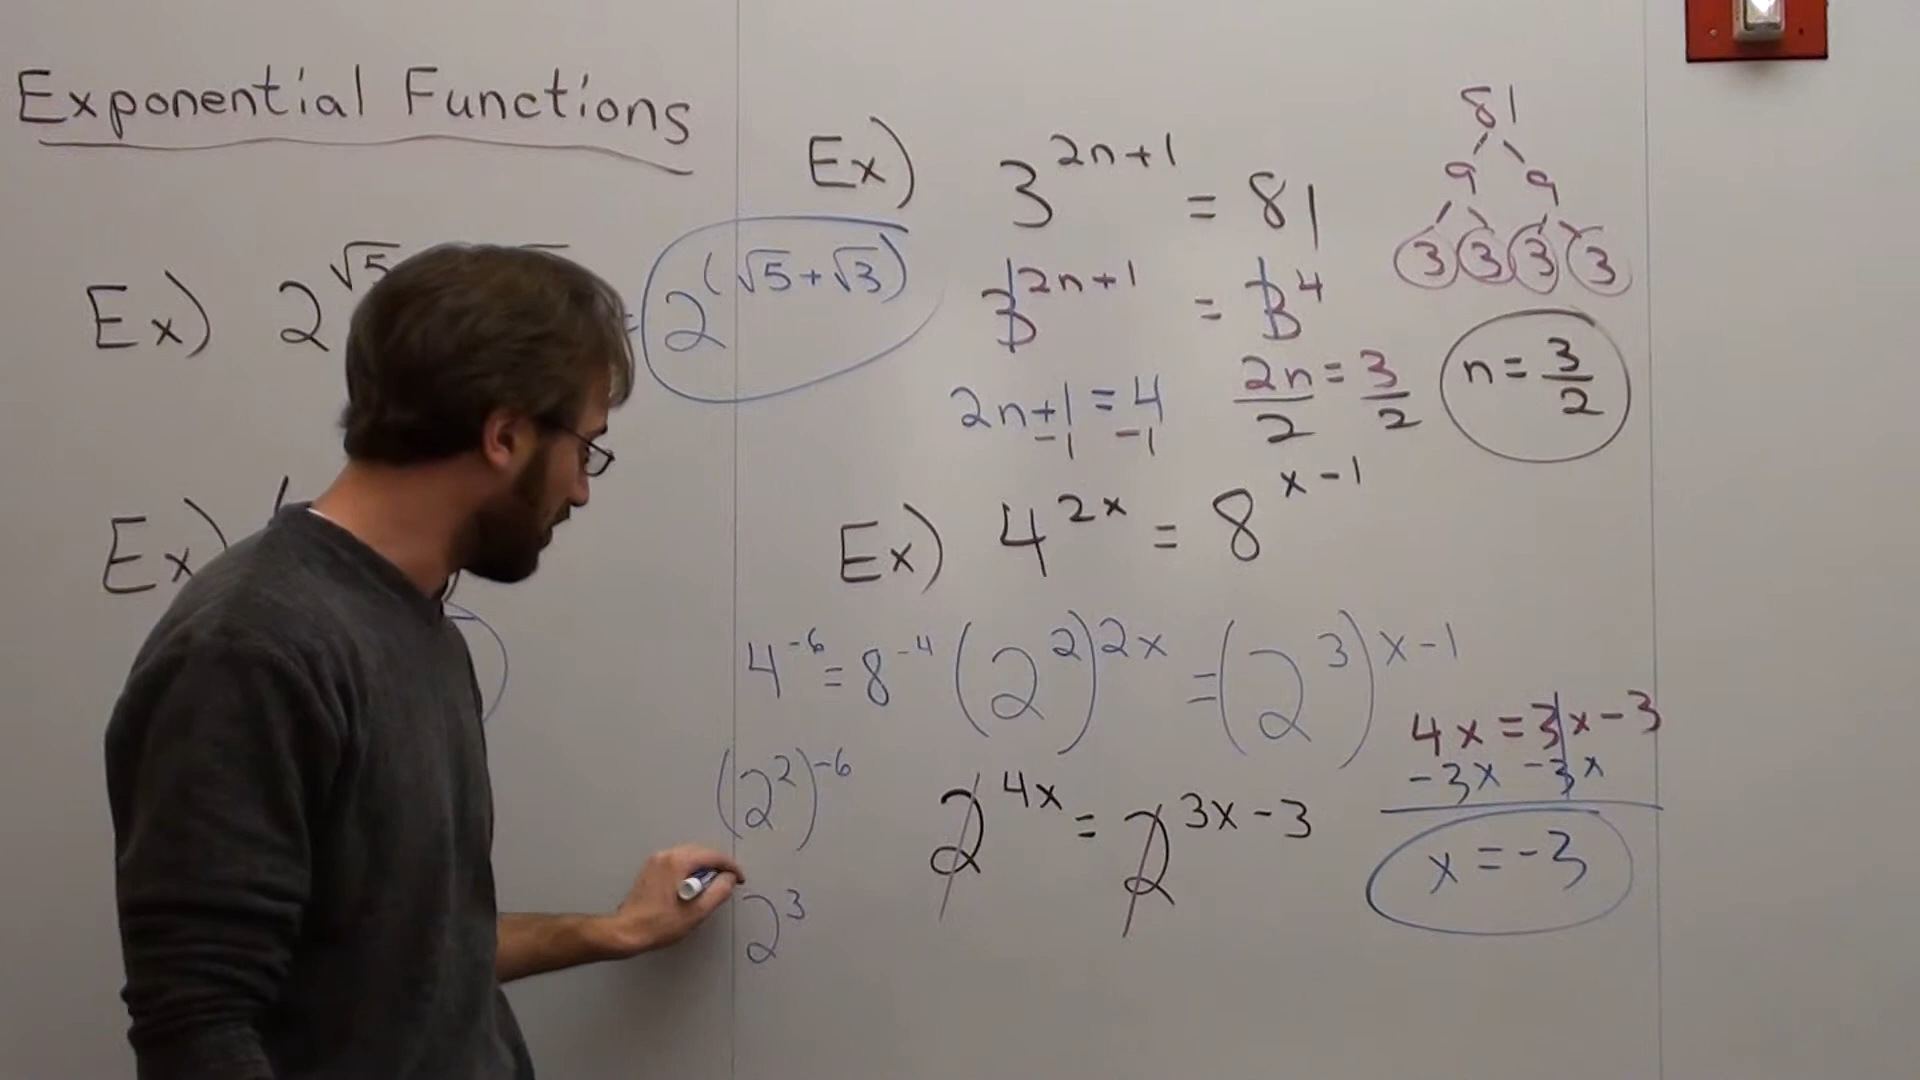 Exponential Functions
Ex) 2^√5 = 2^(√5+√3)
Ex)
Ex) 3^2n+1 = 81
3^2n+1 = 3^4
2n+1 = 4
-1 -1
2n/2 = 3/2
n = 3/2
81
9 9
3 3 3 3
Ex) 4^2x = 8^x-1
4^-6 = 8^-4
(2^2)^2x = (2^3)^x-1
(2^2)^-6
2^3
2^4x = 2^3x-3
4x = 3x-3
-3x -3x
x = -3